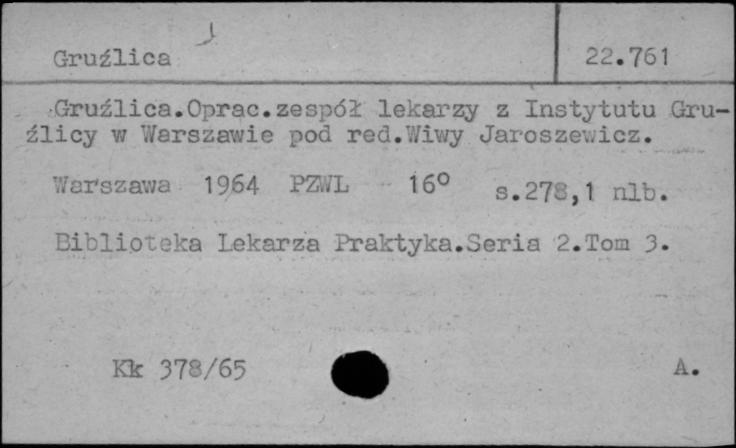 Gruźlica 22.761
Gruźlica.Oprac.zespół lekarzy z Instytutu Gru-
źlicy w Warszawie pod red.Wiwy Jaroszewicz.
Warszawa 1964 PZWL 16° s.278,1 nlb.
Biblioteka Lekarza Praktyka.Seria 2.Tom 3.
Kk 378/65 A.